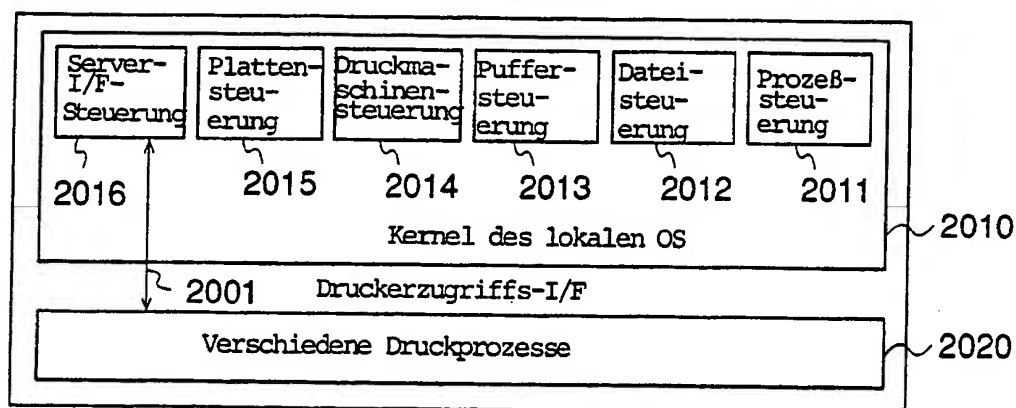 Server-
I/F-
Steuerung
Platten-
steu-
erung
Druckma-
schinen-
steuerung
Puffer-
steu-
erung
Datei-
steu-
erung
Prozeß-
steu-
erung
2016
2015
2014
2013
2012
2011
Kernel des lokalen OS
2010
2001
Druckerzugriffs-I/F
Verschiedene Druckprozesse
2020